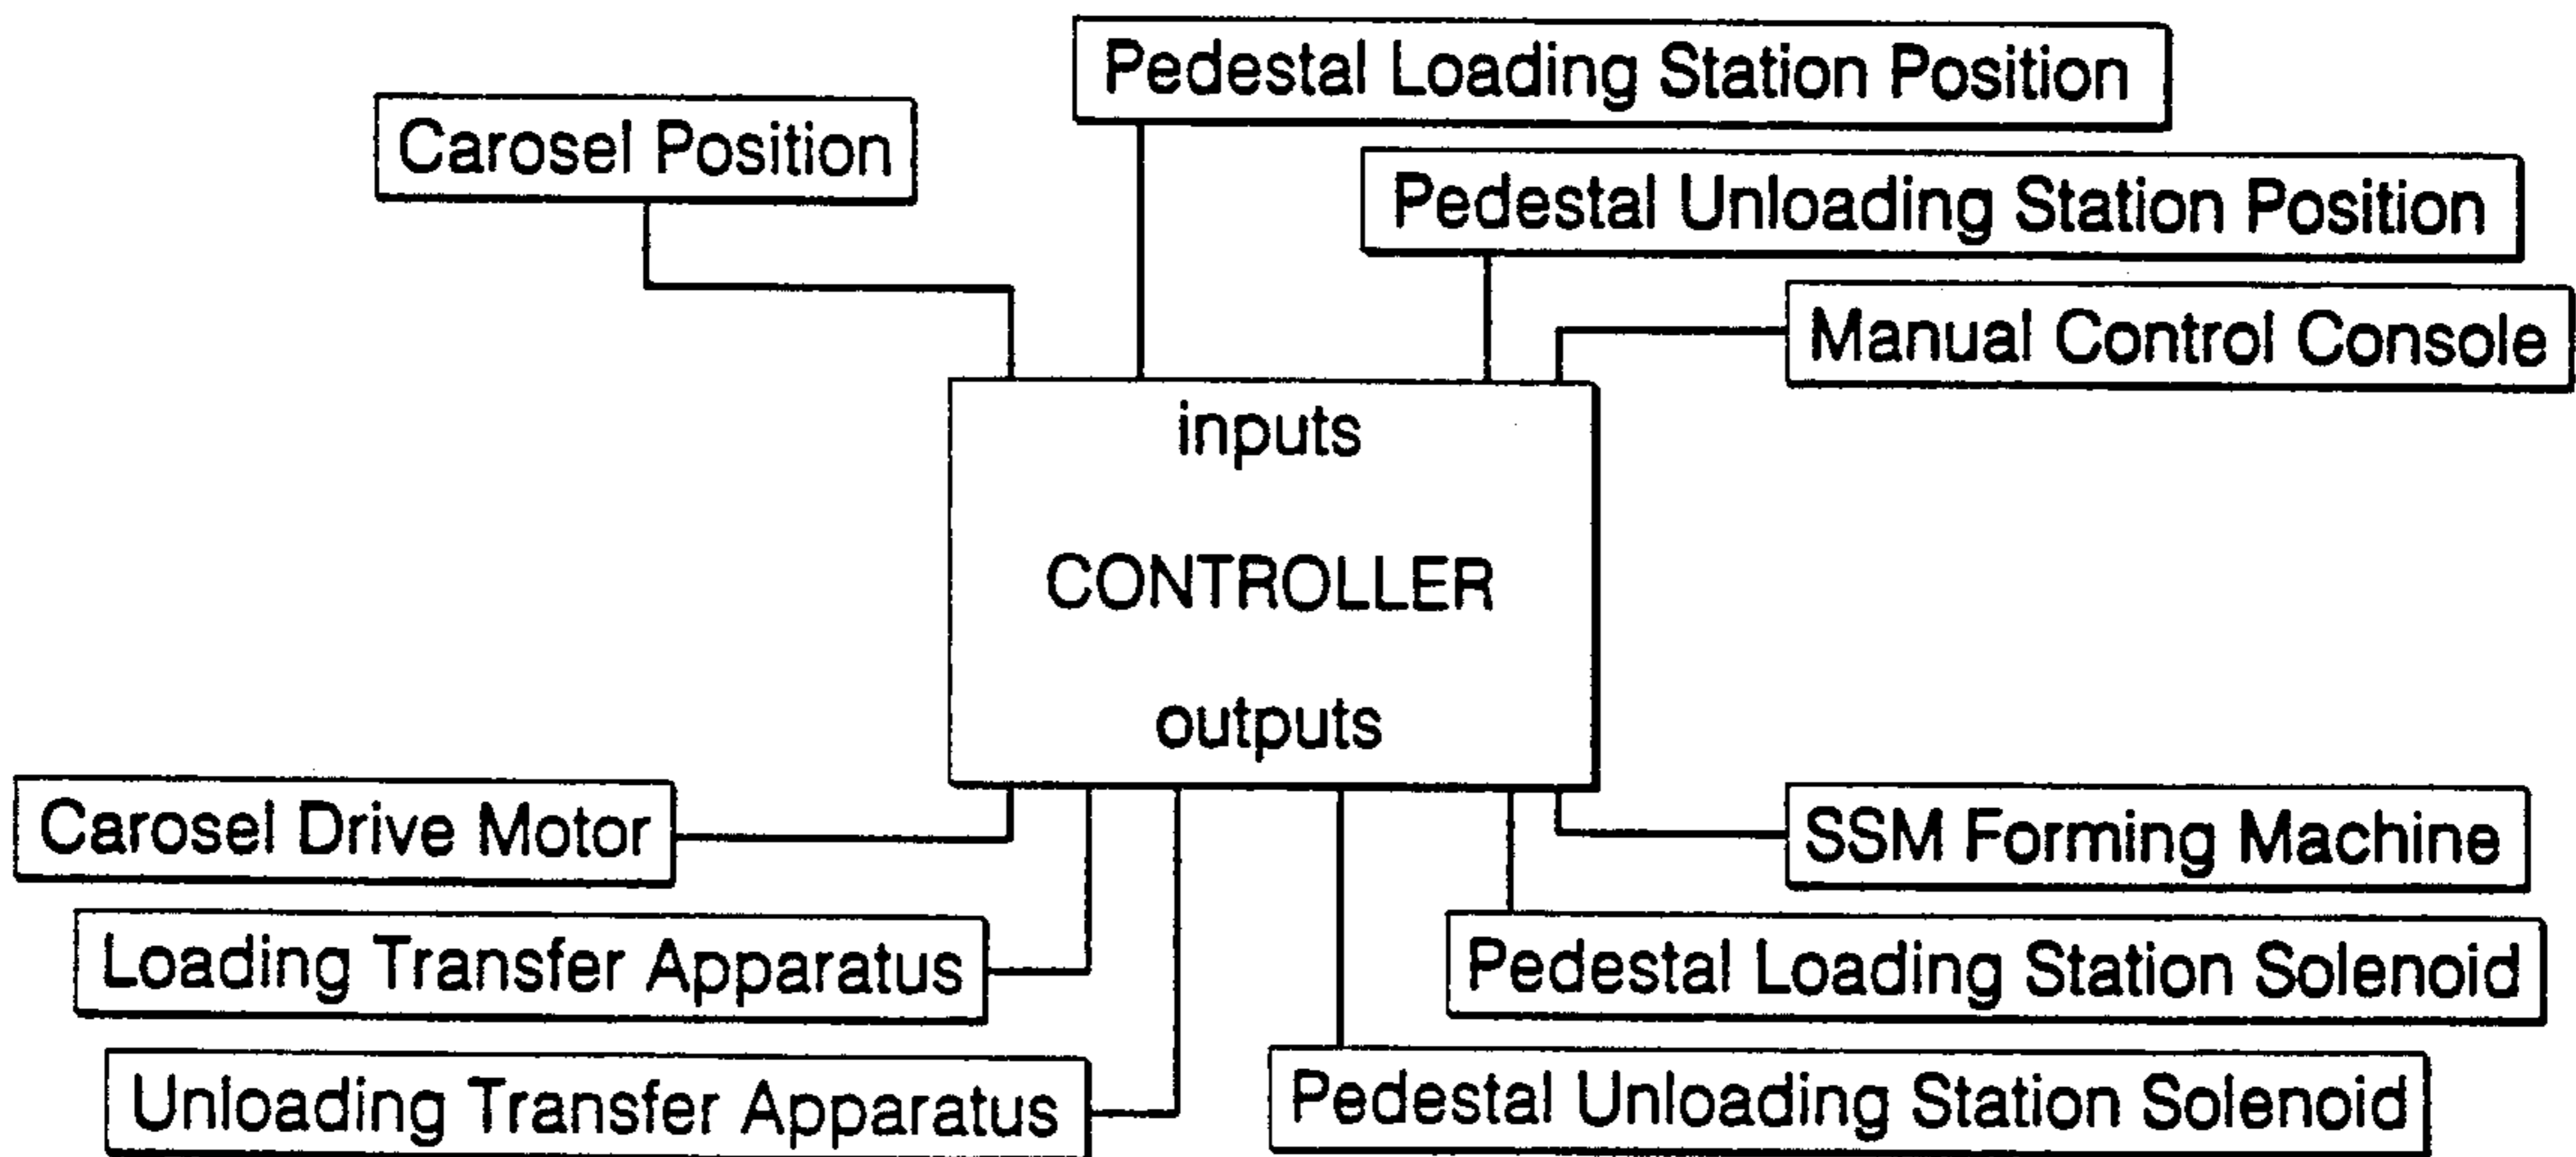 Pedestal Loading Station Position
Carosel Position
Pedestal Unloading Station Position
Manual Control Console
inputs
CONTROLLER
outputs
Carosel Drive Motor
SSM Forming Machine
Loading Transfer Apparatus
Pedestal Loading Station Solenoid
Unloading Transfer Apparatus
Pedestal Unloading Station Solenoid